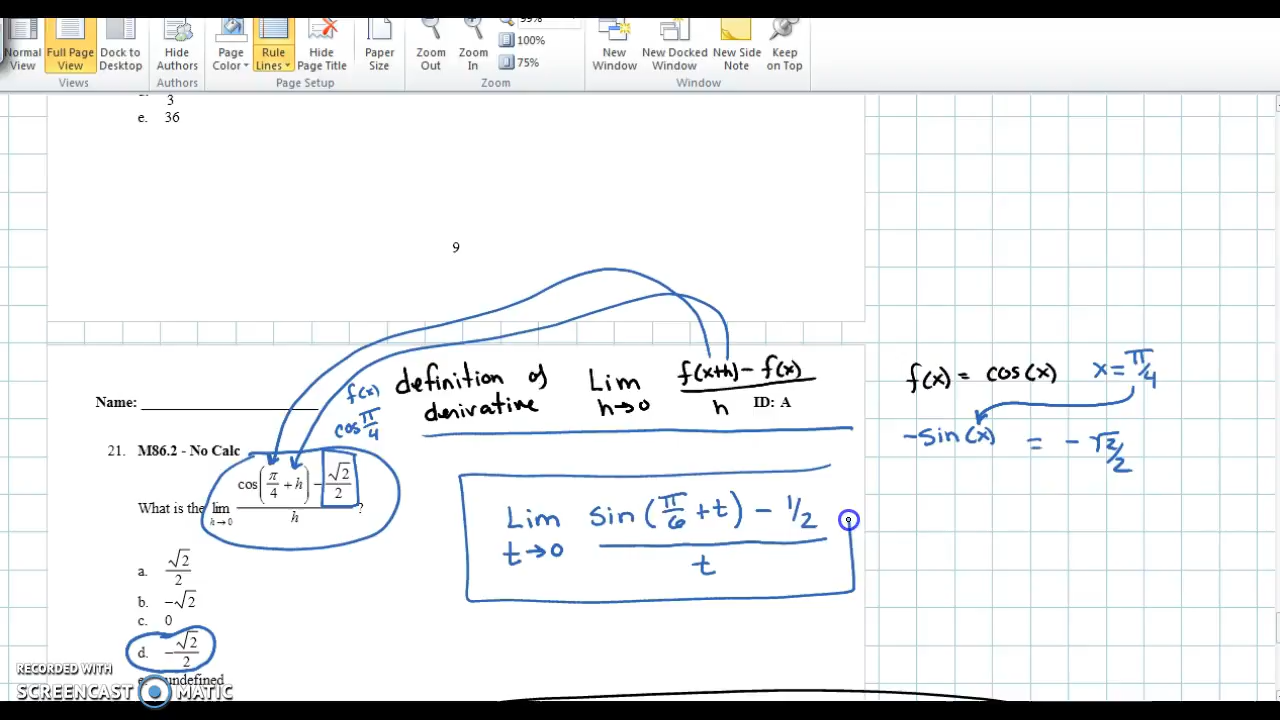 99%
Normal View
Full Page View
Dock to Desktop
Hide Authors
Page Color
Rule Lines
Hide Page Title
Paper Size
Zoom Out
Zoom In
100%
75%
New Window
New Docked Window
New Side Note
Keep on Top
Views
Authors
Page Setup
Zoom
Window
3
e. 36
9
definition of derivative
Lim h→0 (f(x+h) - f(x))/h
ID: A
Name:
f(x)
cos π/4
f(x) = cos(x) x = π/4
-sin(x) = -√2/2
21. M86.2 - No Calc
What is the lim h→0 (cos(π/4 + h) - √2/2)/h ?
Lim t→0 (sin(π/6 + t) - 1/2)/t
a. √2/2
b. -√2
c. 0
d. -√2/2
undefined
RECORDED WITH
SCREENCAST MATIC